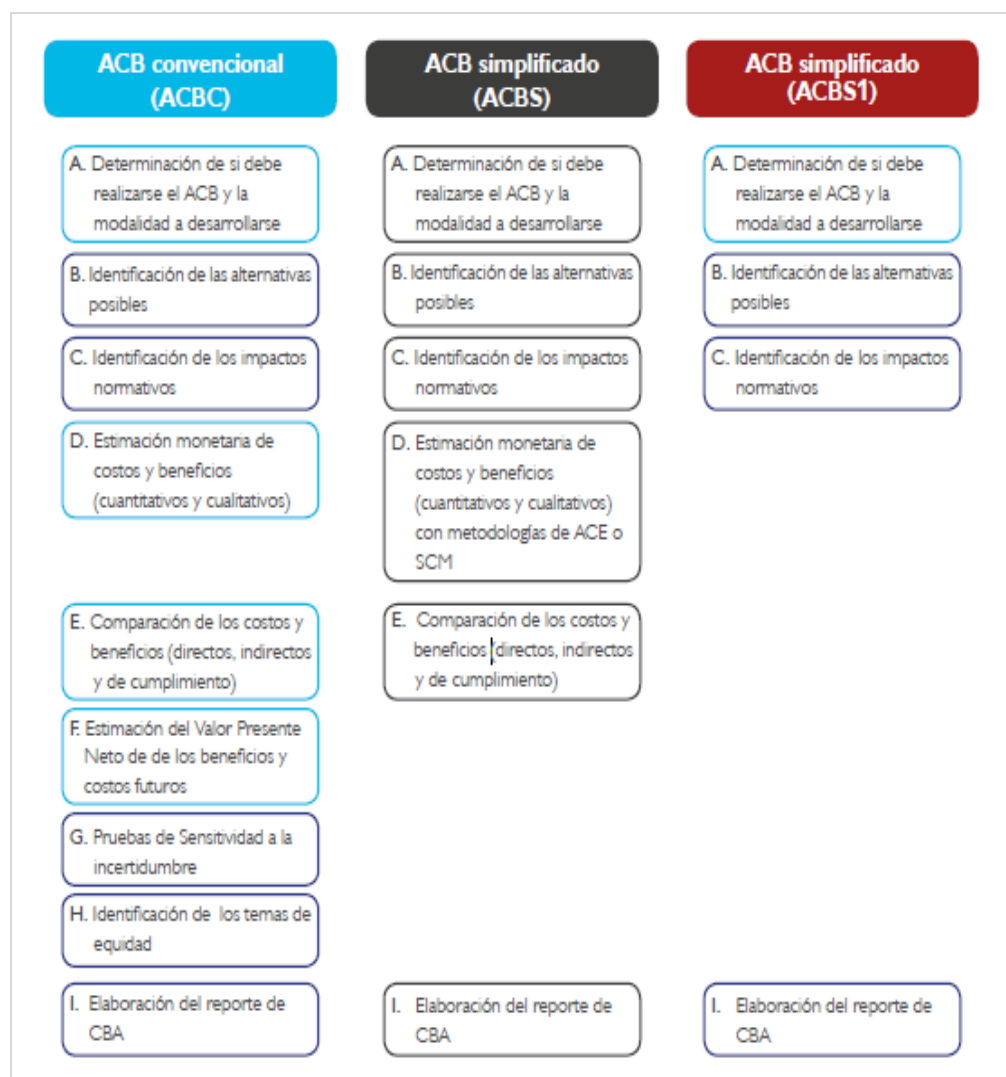 ACB convencional
(ACBC)
A. Determinación de si debe
realizarse el ACB y la
modalidad a desarrollarse
B. Identificación de las alternativas
posibles
C. Identificación de los impactos
normativos
D. Estimación monetaria de
costos y beneficios
(cuantitativos y cualitativos)
E. Comparación de los costos y
beneficios (directos, indirectos
y de cumplimiento)
F. Estimación del Valor Presente
Neto de de los beneficios y
costos futuros
G. Pruebas de Sensitividad a la
incertidumbre
H. Identificación de los temas de
equidad
I. Elaboración del reporte de
CBA
ACB simplificado
(ACBS)
A. Determinación de si debe
realizarse el ACB y la
modalidad a desarrollarse
B. Identificación de las alternativas
posibles
C. Identificación de los impactos
normativos
D. Estimación monetaria de
costos y beneficios
(cuantitativos y cualitativos)
con metodologías de ACE o
SCM
E. Comparación de los costos y
beneficios (directos, indirectos
y de cumplimiento)
I. Elaboración del reporte de
CBA
ACB simplificado
(ACBS1)
A. Determinación de si debe
realizarse el ACB y la
modalidad a desarrollarse
B. Identificación de las alternativas
posibles
C. Identificación de los impactos
normativos
I. Elaboración del reporte de
CBA